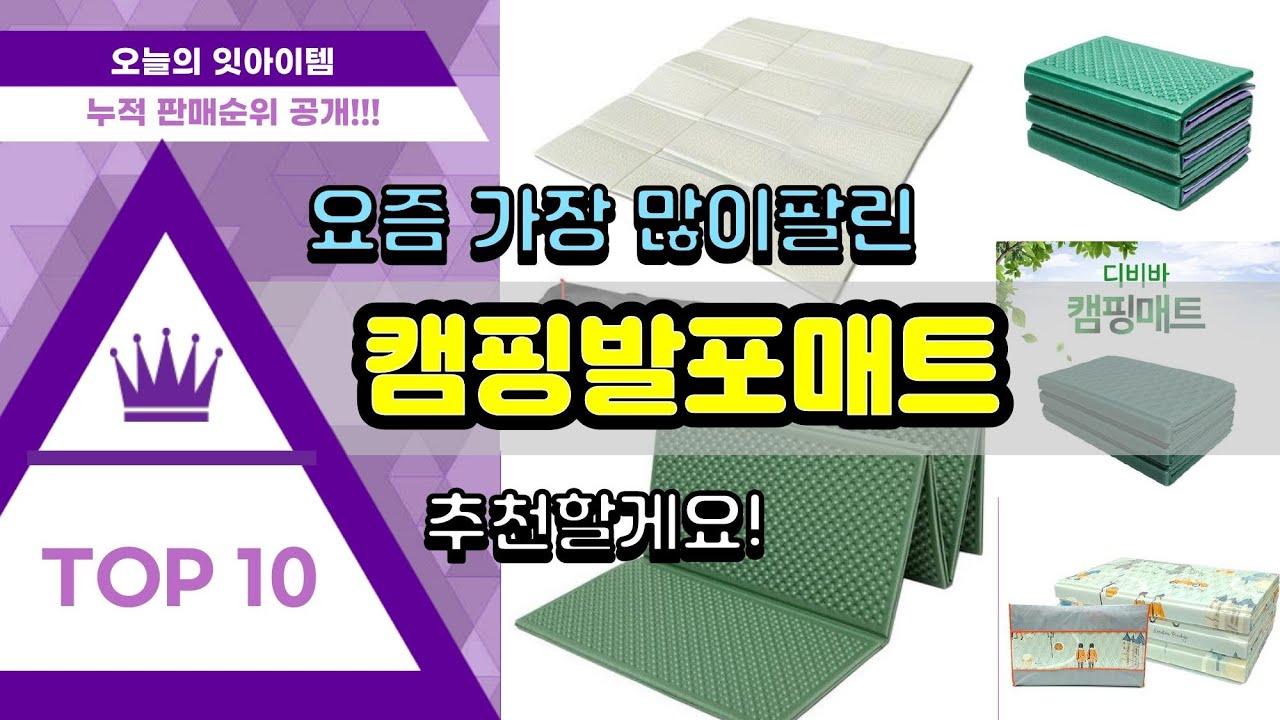 오늘의 잇아이템
누적 판매순위 공개!!!
요즘 가장 많이팔린
캠핑발포매트
추천할게요!
TOP 10
디비바
캠핑매트